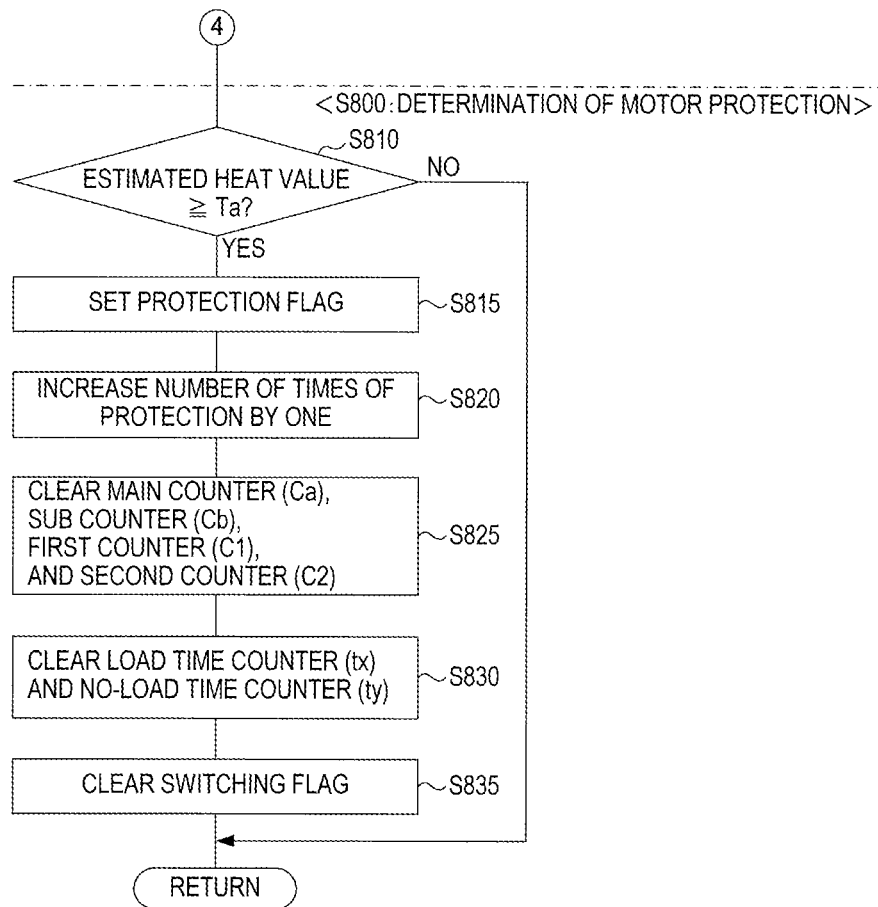 4
<S800:DETERMINATION OF MOTOR PROTECTION>
S810
ESTIMATED HEAT VALUE
≧ Ta?
NO
YES
SET PROTECTION FLAG
S815
INCREASE NUMBER OF TIMES OF
PROTECTION BY ONE
S820
CLEAR MAIN COUNTER (Ca),
SUB COUNTER (Cb),
FIRST COUNTER (C1),
AND SECOND COUNTER (C2)
S825
CLEAR LOAD TIME COUNTER (tx)
AND NO-LOAD TIME COUNTER (ty)
S830
CLEAR SWITCHING FLAG
S835
RETURN